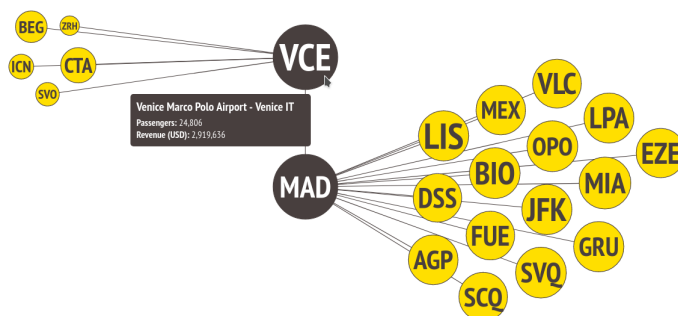 BEG
ZRH
ICN
CTA
SVO
VCE
Venice Marco Polo Airport - Venice IT
Passengers: 24,806
Revenue (USD): 2,919,636
MAD
VLC
MEX
LPA
LIS
OPO
EZE
BIO
MIA
DSS
JFK
FUE
GRU
AGP
SVQ
SCQ